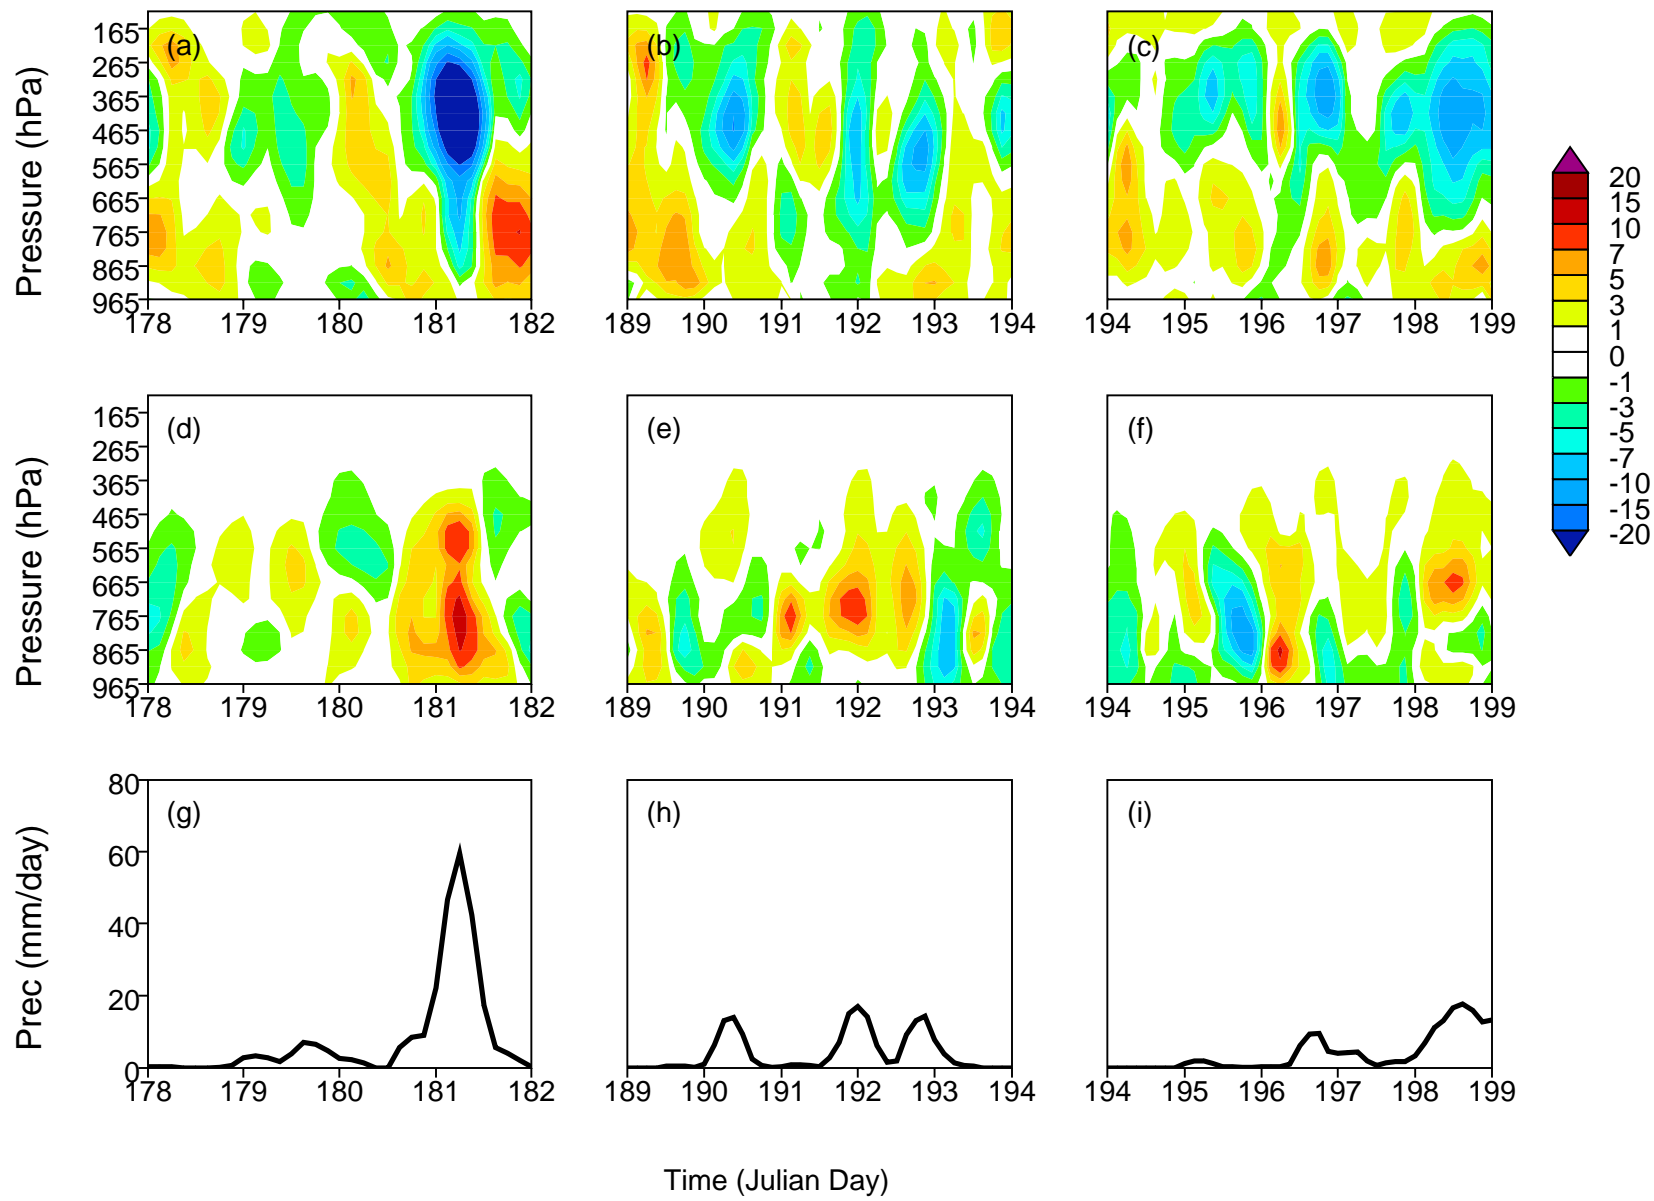 Pressure (hPa)
165
265
365
465
565
665
765
865
965
(a)
178 179 180 181 182
(b)
189 190 191 192 193 194
(c)
194 195 196 197 198 199
20
15
10
7
5
3
1
0
-1
-3
-5
-7
-10
-15
-20
Pressure (hPa)
165
265
365
465
565
665
765
865
965
(d)
178 179 180 181 182
(e)
189 190 191 192 193 194
(f)
194 195 196 197 198 199
Prec (mm/day)
80
60
40
20
0
(g)
178 179 180 181 182
(h)
189 190 191 192 193 194
(i)
194 195 196 197 198 199
Time (Julian Day)